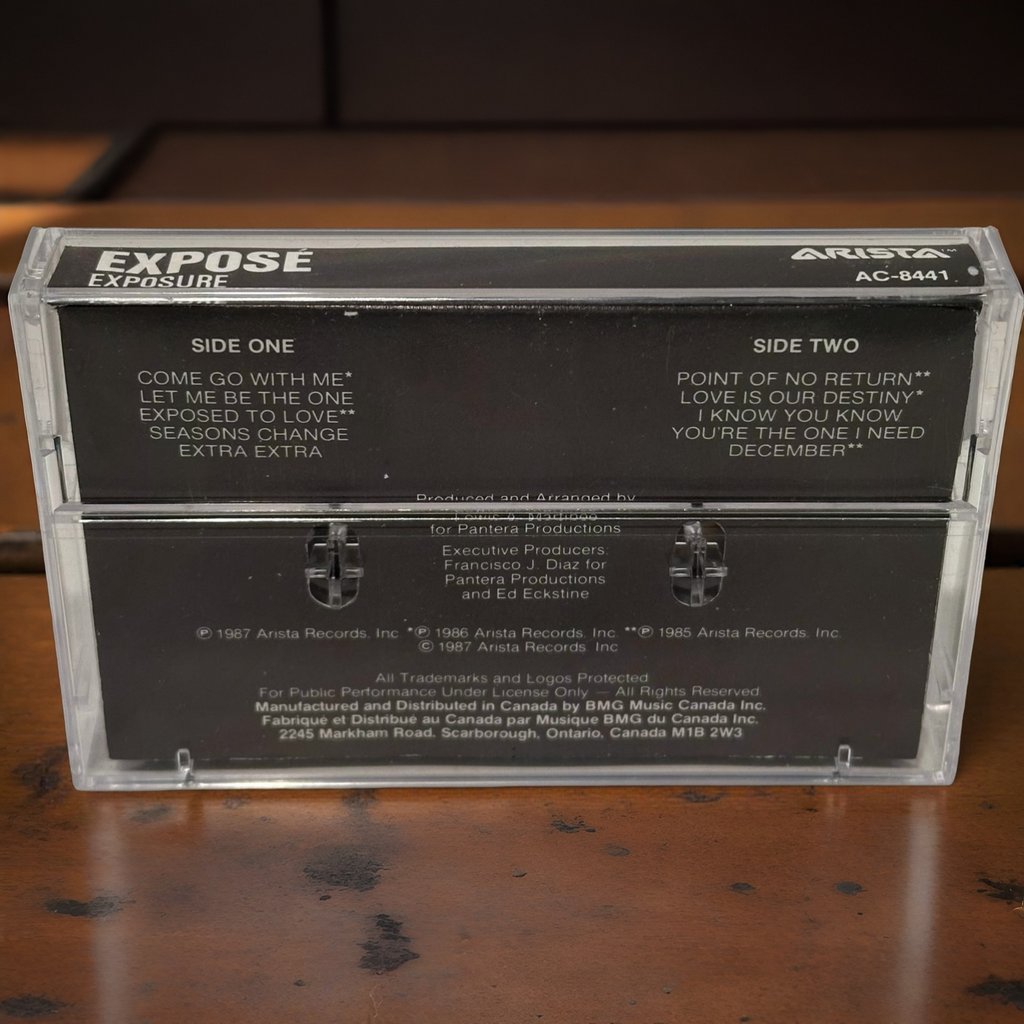 EXPOSÉ
EXPOSURE
ARISTA™
AC-8441
SIDE ONE
COME GO WITH ME*
LET ME BE THE ONE
EXPOSED TO LOVE**
SEASONS CHANGE
EXTRA EXTRA
SIDE TWO
POINT OF NO RETURN**
LOVE IS OUR DESTINY*
I KNOW YOU KNOW
YOU'RE THE ONE I NEED
DECEMBER**
Produced and Arranged by
for Pantera Productions
Executive Producers:
Francisco J. Diaz for
Pantera Productions
and Ed Eckstine
℗ 1987 Arista Records, Inc. *℗ 1986 Arista Records, Inc. **℗ 1985 Arista Records, Inc.
© 1987 Arista Records Inc
All Trademarks and Logos Protected
For Public Performance Under License Only — All Rights Reserved.
Manufactured and Distributed in Canada by BMG Music Canada Inc.
Fabriqué et Distribué au Canada par Musique BMG du Canada Inc.
2245 Markham Road, Scarborough, Ontario, Canada M1B 2W3